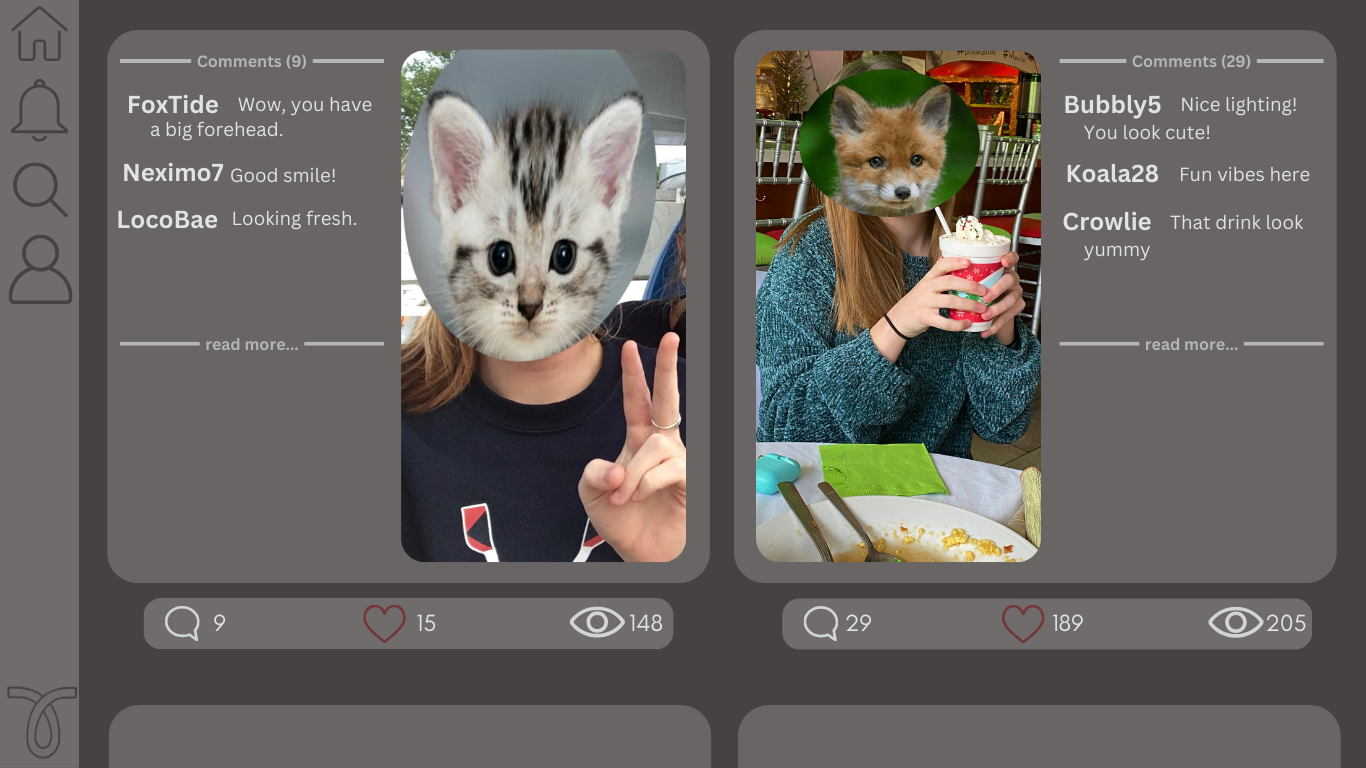 Comments (9)
FoxTide Wow, you have
a big forehead.
Neximo7 Good smile!
LocoBae Looking fresh.
read more...
9 15 148
Comments (29)
Bubbly5 Nice lighting!
You look cute!
Koala28 Fun vibes here
Crowlie That drink look
yummy
read more...
29 189 205